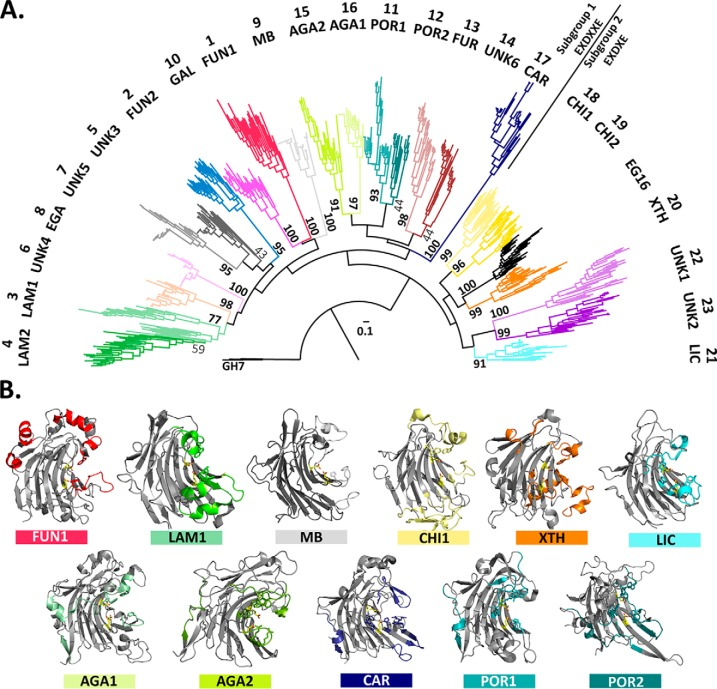 A.
4 LAM2
3 LAM1
6 UNK4
8 EGA
7 UNK5
5 UNK3
2 FUN2
10 GAL
1 FUN1
9 MB
15 AGA2
16 AGA1
11 POR1
12 POR2
13 FUR
14 UNK6
17 CAR
Subgroup 1
EXDXXE
Subgroup 2
EXDXE
18 CHI1
19 CHI2
EG16
20 XTH
22 UNK1
23 UNK2
21 LIC
59
77
98
100
95
43
95
100
100
100
91
97
93
44
98
44
100
99
96
100
99
100
99
91
0.1
GH7
B.
FUN1 LAM1 MB CHI1 XTH LIC
AGA1 AGA2 CAR POR1 POR2